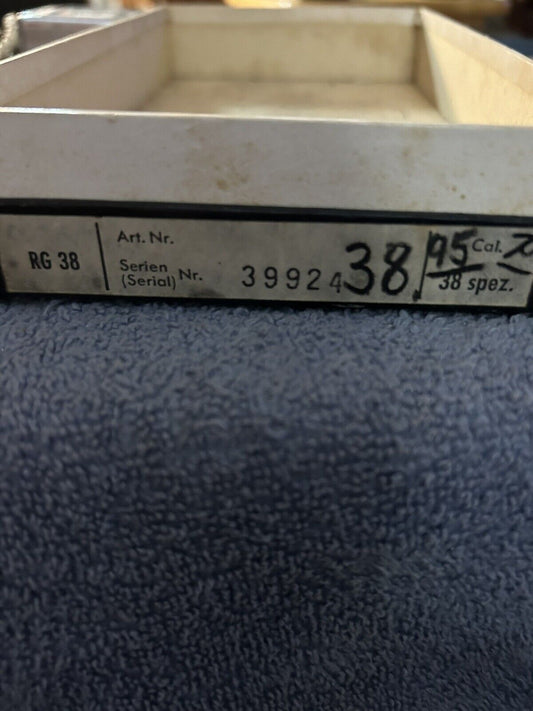 RG 38
Art. Nr.
Serien Nr. 39924
(Serial)
38 95
Cal.
38 spez.